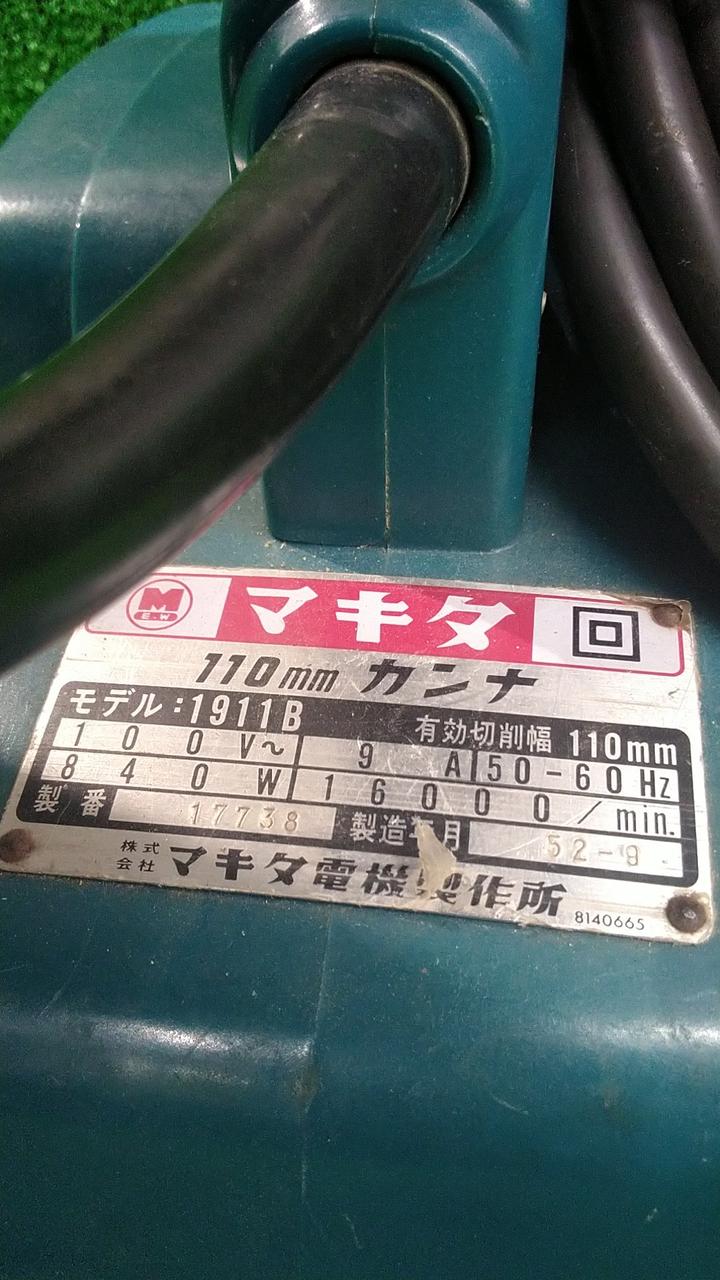 M
E.W
マキタ
110mm カンナ
モデル:1911B 有効切削幅 110mm
100V~ 9A 50-60Hz
840W 16000/min.
製番 17738 製造年月 52-9
株式会社 マキタ電機製作所
814066S